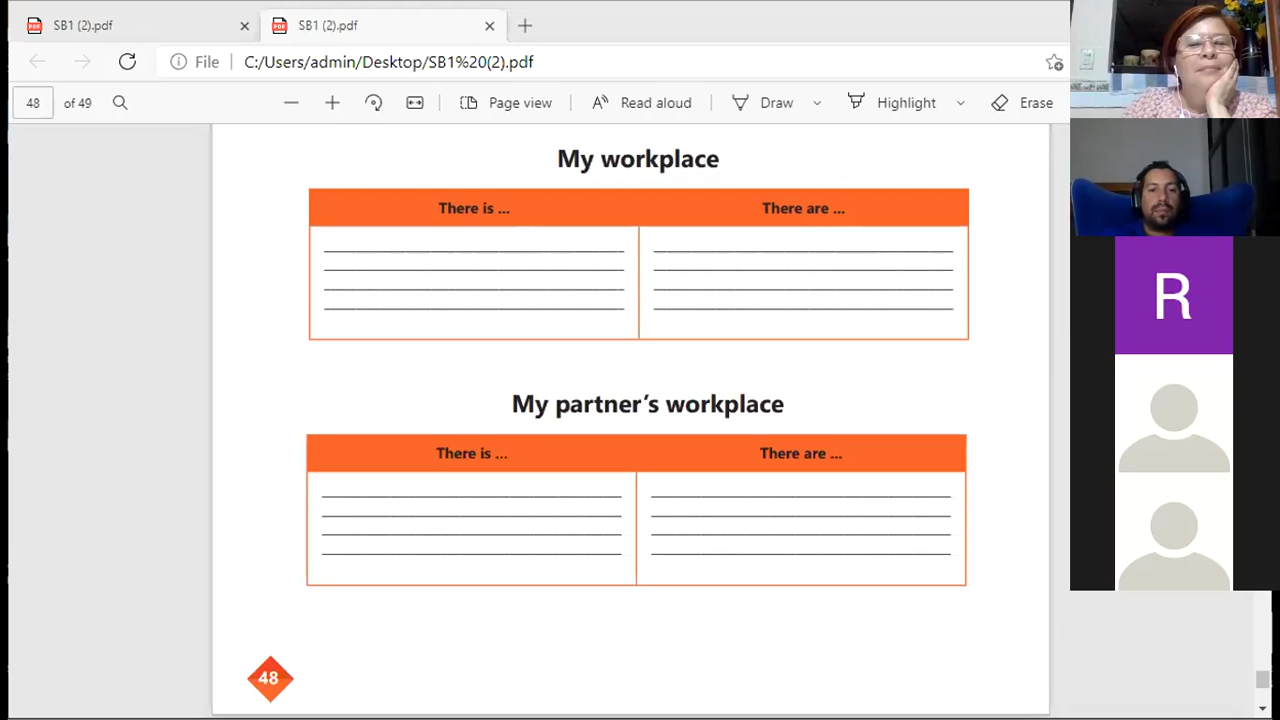 SB1 (2).pdf
SB1 (2).pdf
File
C:/Users/admin/Desktop/SB1%20(2).pdf
48 of 49
Page view
Read aloud
Draw
Highlight
Erase
My workplace
There is ... There are ...
My partner's workplace
There is ... There are ...
48
R